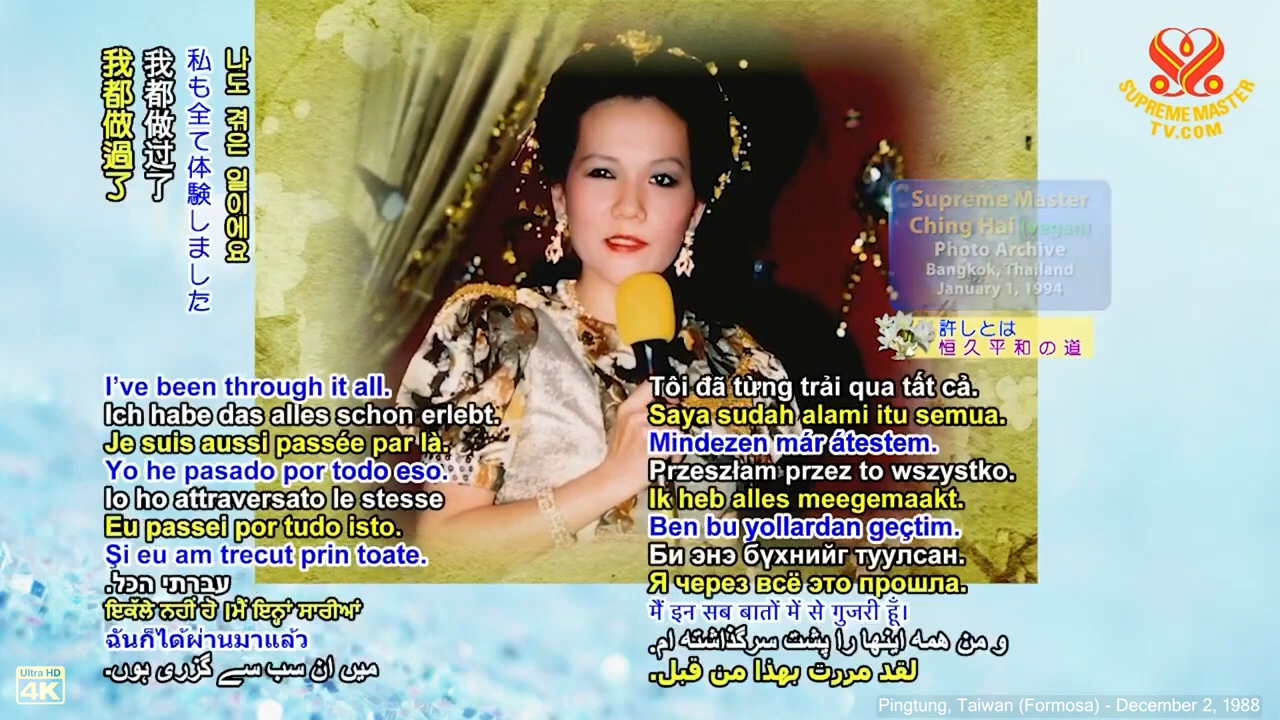 我都做過了
我都做过了
私も全て体験しました
나도 겪은 일이에요
SUPREME MASTER
TV.COM
Supreme Master
Ching Hai (vegan)
Photo Archive
Bangkok, Thailand
January 1, 1994
許しとは
恒久平和の道
I've been through it all.
Ich habe das alles schon erlebt.
Je suis aussi passée par là.
Yo he pasado por todo eso.
Io ho attraversato le stesse
Eu passei por tudo isto.
Şi eu am trecut prin toate.
עברתי הכל.
ਇਕੱਲੇ ਨਹੀਂ ਹੋ ।ਮੈਂ ਇਨ੍ਹਾਂ ਸਾਰੀਆਂ
ฉันก็ได้ผ่านมาแล้ว
میں ان سب سے گزری ہوں.
Tôi đã từng trải qua tất cả.
Saya sudah alami itu semua.
Mindezen már átestem.
Przeszłam przez to wszystko.
Ik heb alles meegemaakt.
Ben bu yollardan geçtim.
Би энэ бүхнийг туулсан.
Я через всё это прошла.
मैं इन सब बातों में से गुजरी हूँ।
و من همه اینها را پشت سرگذاشته ام.
لقد مررت بهذا من قبل.
Ultra HD
4K
Pingtung, Taiwan (Formosa) - December 2, 1988